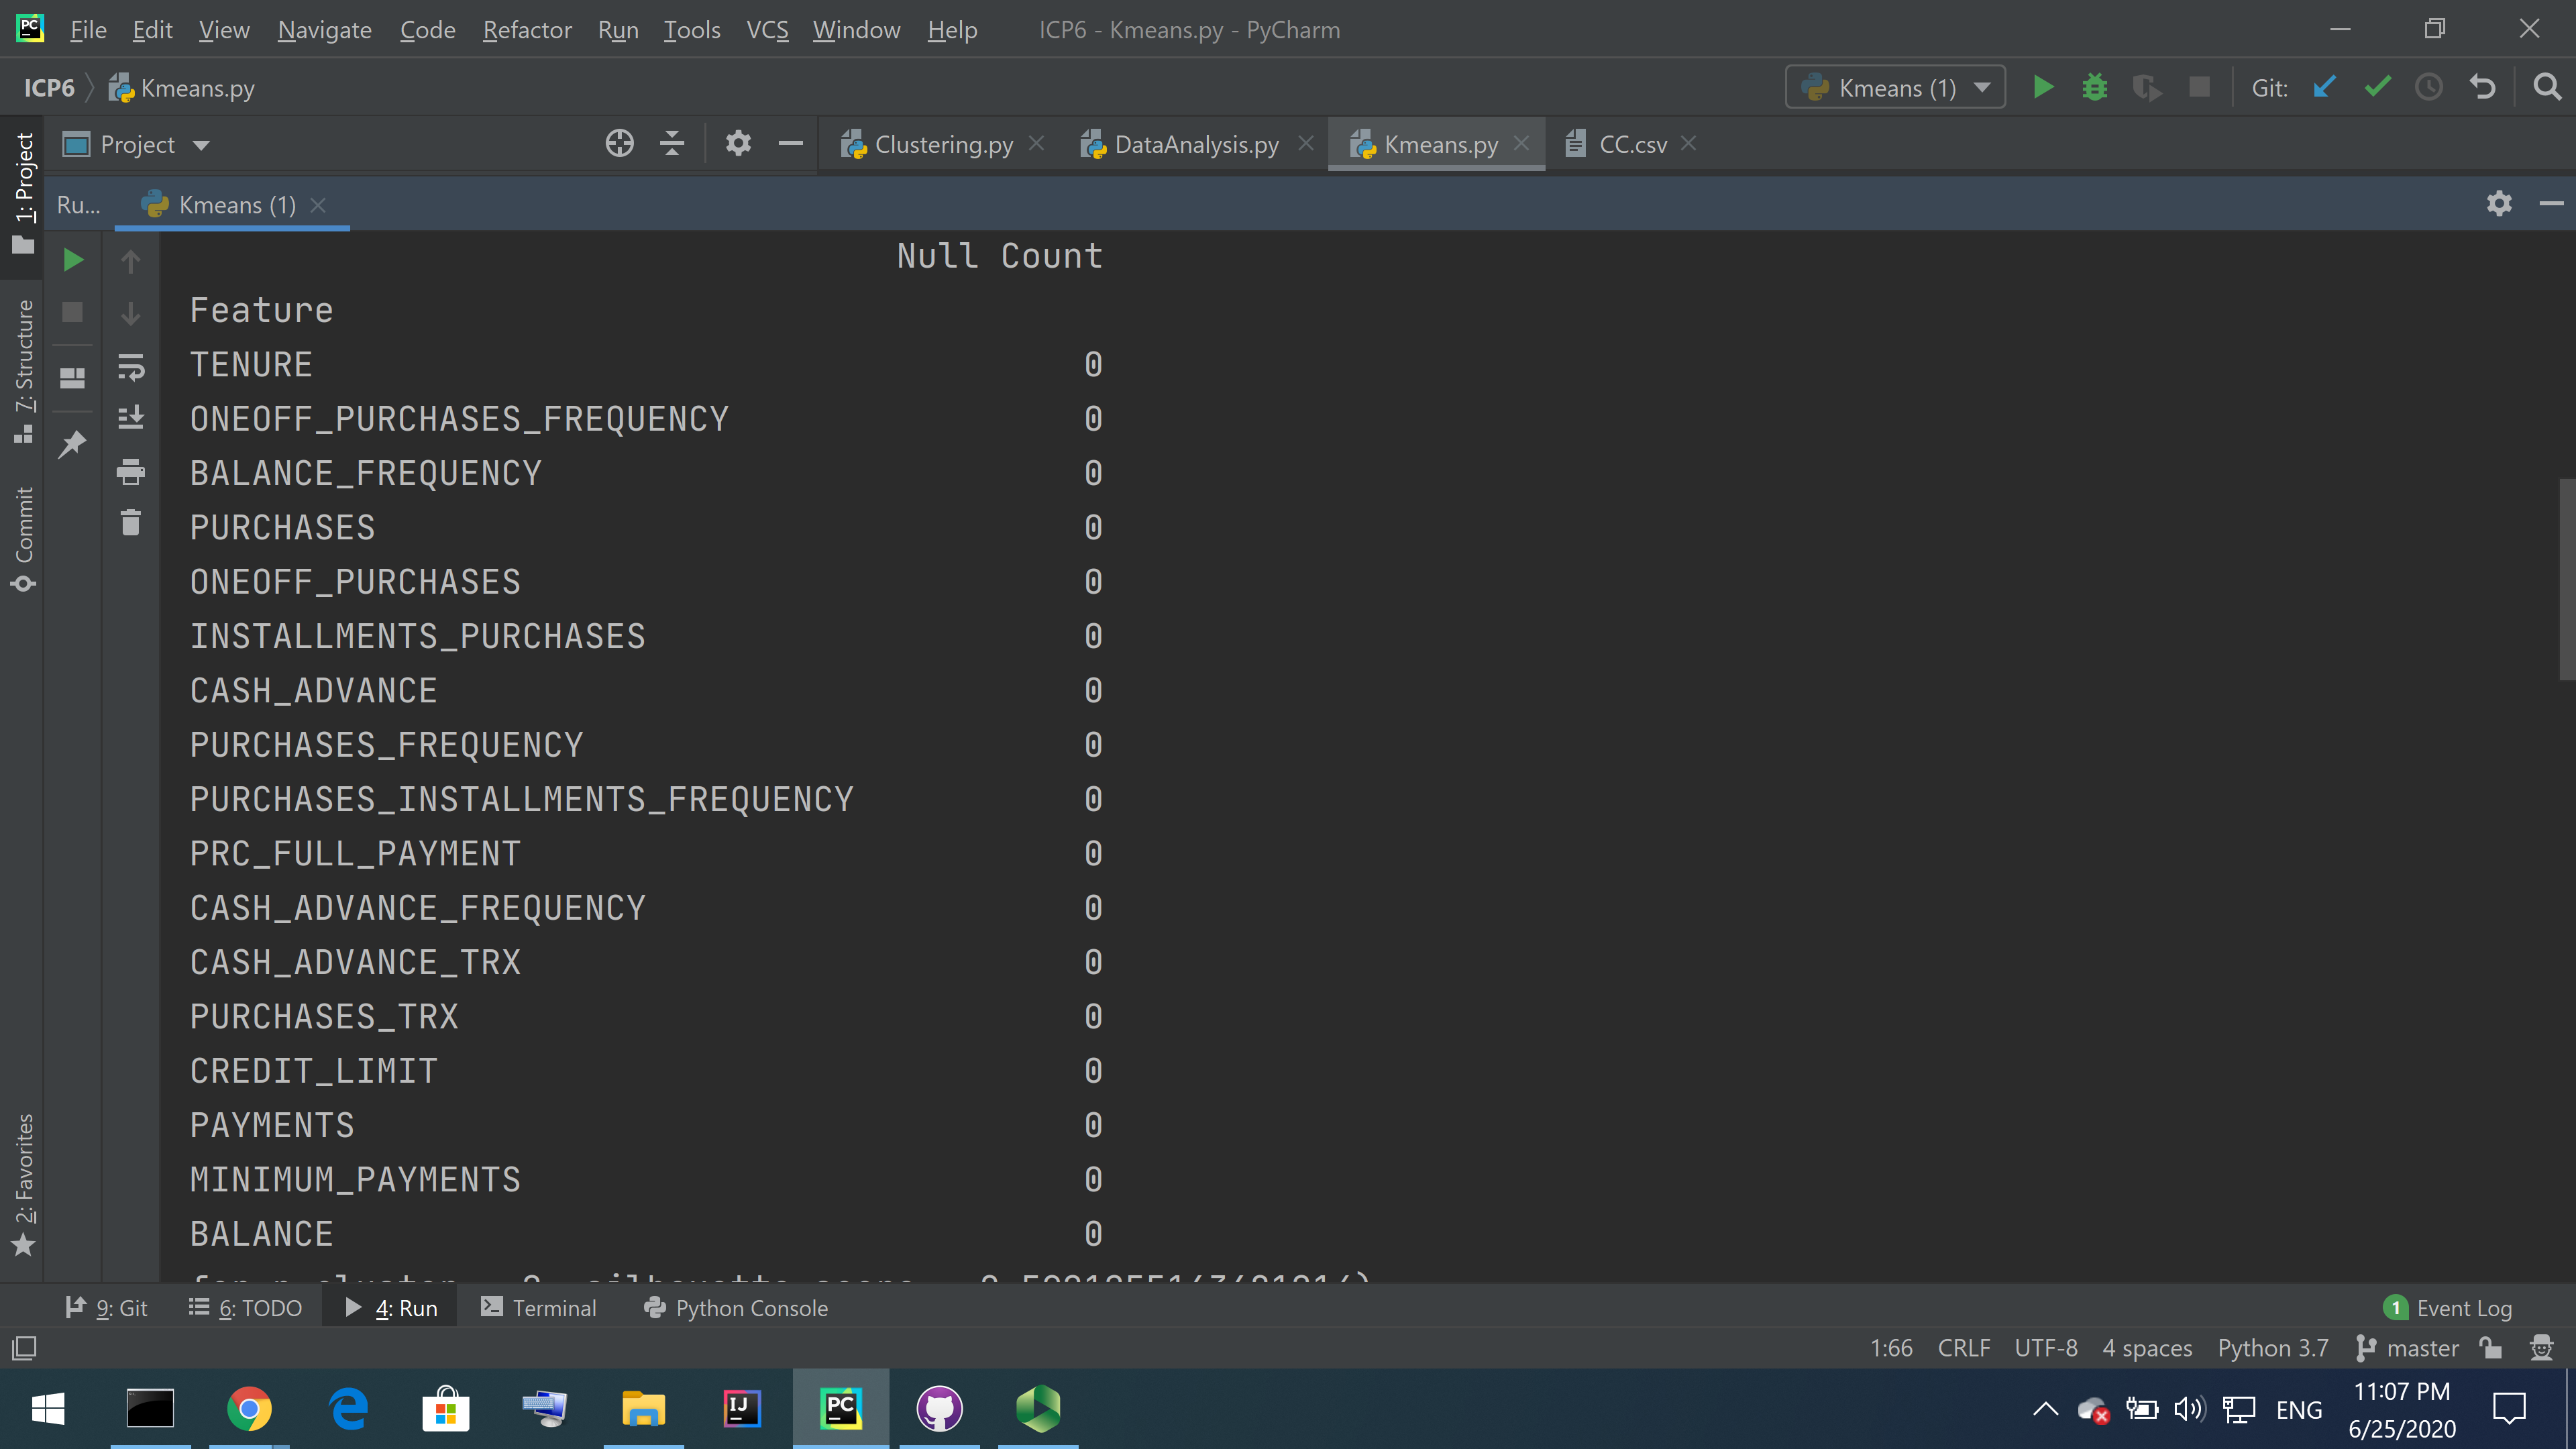 PC File Edit View Navigate Code Refactor Run Tools VCS Window Help ICP6 - Kmeans.py - PyCharm
ICP6 Kmeans.py Kmeans (1) Git:
Project Clustering.py DataAnalysis.py Kmeans.py CC.csv
1: Project
Ru... Kmeans (1)
7: Structure
Commit
2: Favorites
Null Count
Feature
TENURE 0
ONEOFF_PURCHASES_FREQUENCY 0
BALANCE_FREQUENCY 0
PURCHASES 0
ONEOFF_PURCHASES 0
INSTALLMENTS_PURCHASES 0
CASH_ADVANCE 0
PURCHASES_FREQUENCY 0
PURCHASES_INSTALLMENTS_FREQUENCY 0
PRC_FULL_PAYMENT 0
CASH_ADVANCE_FREQUENCY 0
CASH_ADVANCE_TRX 0
PURCHASES_TRX 0
CREDIT_LIMIT 0
PAYMENTS 0
MINIMUM_PAYMENTS 0
BALANCE 0
9: Git 6: TODO 4: Run Terminal Python Console 1 Event Log
1:66 CRLF UTF-8 4 spaces Python 3.7 master
IJ PC ENG 11:07 PM
6/25/2020